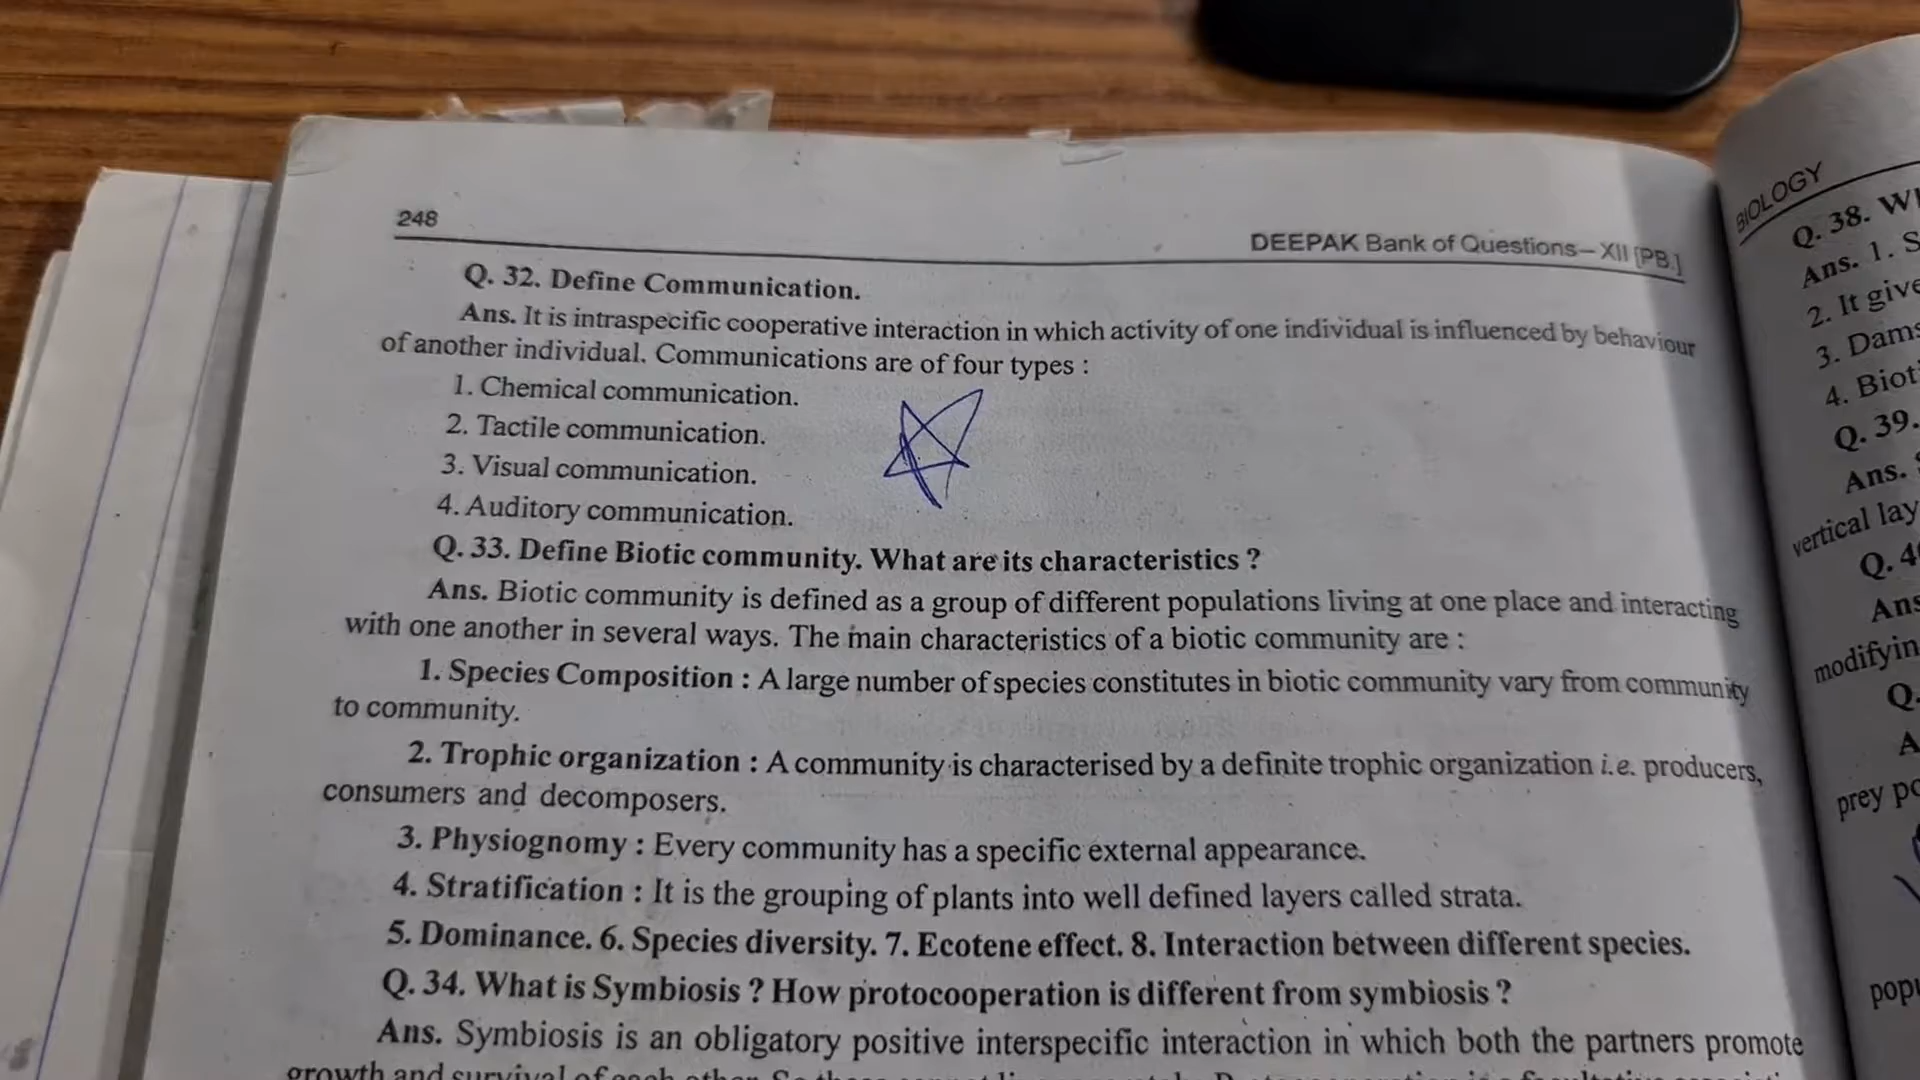 248
DEEPAK Bank of Questions—XII [PB.]
Q. 32. Define Communication.
Ans. It is intraspecific cooperative interaction in which activity of one individual is influenced by behaviour
of another individual. Communications are of four types :
1. Chemical communication.
2. Tactile communication.
3. Visual communication.
4. Auditory communication.
Q. 33. Define Biotic community. What are its characteristics ?
Ans. Biotic community is defined as a group of different populations living at one place and interacting
with one another in several ways. The main characteristics of a biotic community are :
1. Species Composition : A large number of species constitutes in biotic community vary from community
to community.
2. Trophic organization : A community is characterised by a definite trophic organization i.e. producers,
consumers and decomposers.
3. Physiognomy : Every community has a specific external appearance.
4. Stratification : It is the grouping of plants into well defined layers called strata.
5. Dominance. 6. Species diversity. 7. Ecotene effect. 8. Interaction between different species.
Q. 34. What is Symbiosis ? How protocooperation is different from symbiosis ?
Ans. Symbiosis is an obligatory positive interspecific interaction in which both the partners promote
growth and survival of each other.
BIOLOGY
Q. 38.
Ans. 1.
2. It give
3. Dams
4.
Q. 39.
Ans.
vertical
Q.
Ans
Q.
prey